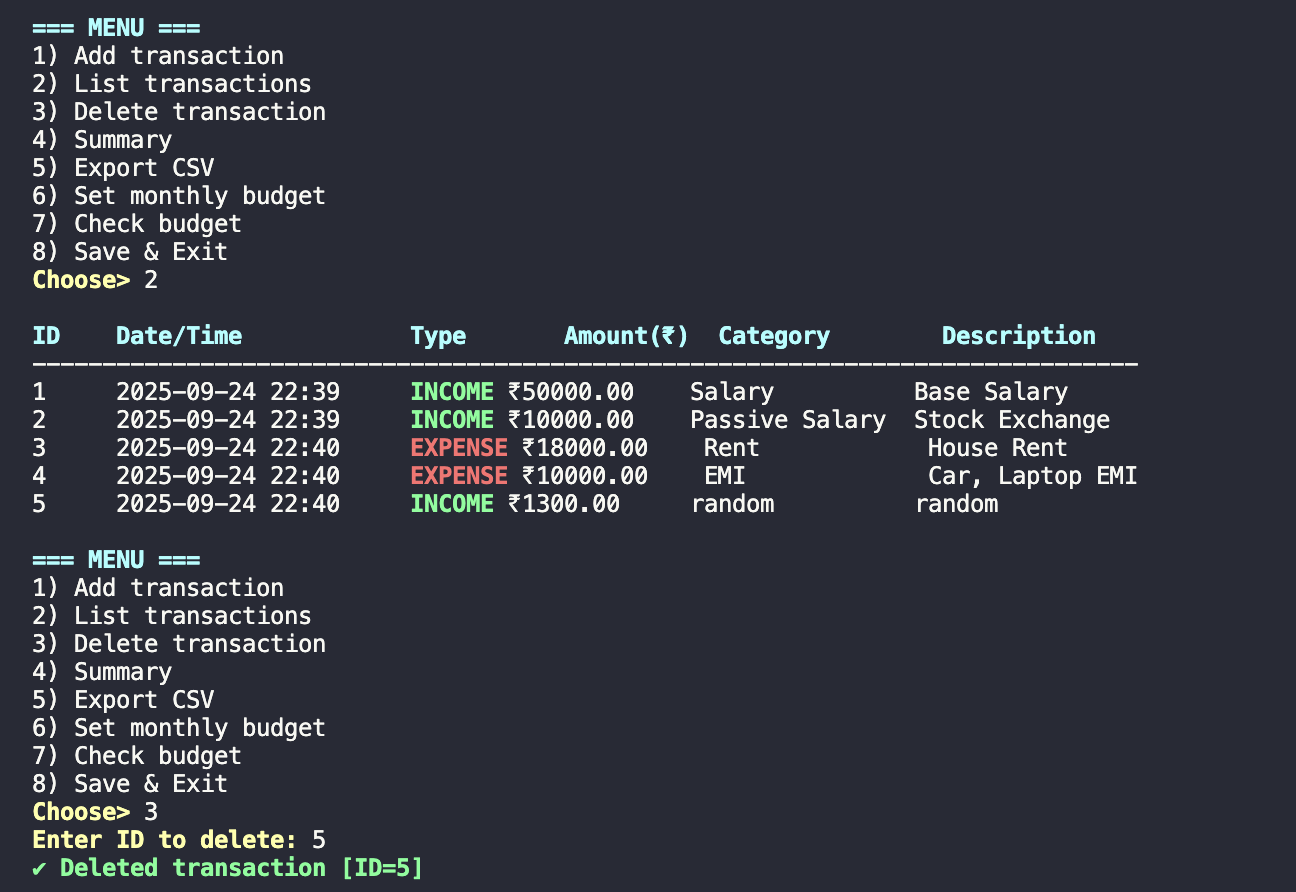 === MENU ===
1) Add transaction
2) List transactions
3) Delete transaction
4) Summary
5) Export CSV
6) Set monthly budget
7) Check budget
8) Save & Exit
Choose> 2
ID    Date/Time            Type       Amount(₹)  Category        Description
-------------------------------------------------------------------------------
1     2025-09-24 22:39     INCOME ₹50000.00    Salary          Base Salary
2     2025-09-24 22:39     INCOME ₹10000.00    Passive Salary  Stock Exchange
3     2025-09-24 22:40     EXPENSE ₹18000.00    Rent            House Rent
4     2025-09-24 22:40     EXPENSE ₹10000.00    EMI             Car, Laptop EMI
5     2025-09-24 22:40     INCOME ₹1300.00     random          random
=== MENU ===
1) Add transaction
2) List transactions
3) Delete transaction
4) Summary
5) Export CSV
6) Set monthly budget
7) Check budget
8) Save & Exit
Choose> 3
Enter ID to delete: 5
✔ Deleted transaction [ID=5]